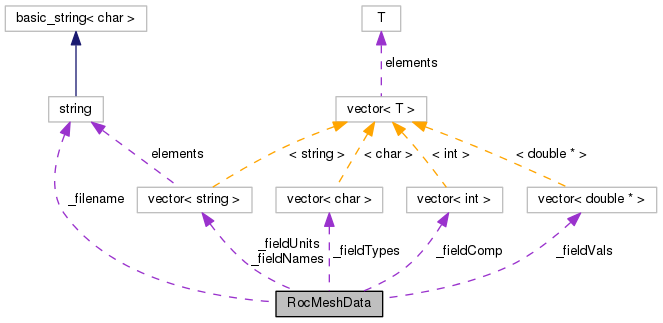 basic_string< char >
T
elements
string
vector< T >
elements
< string >
< char >
< int >
< double * >
_filename
vector< string >
vector< char >
vector< int >
vector< double * >
_fieldUnits
_fieldNames
_fieldTypes
_fieldComp
_fieldVals
RocMeshData